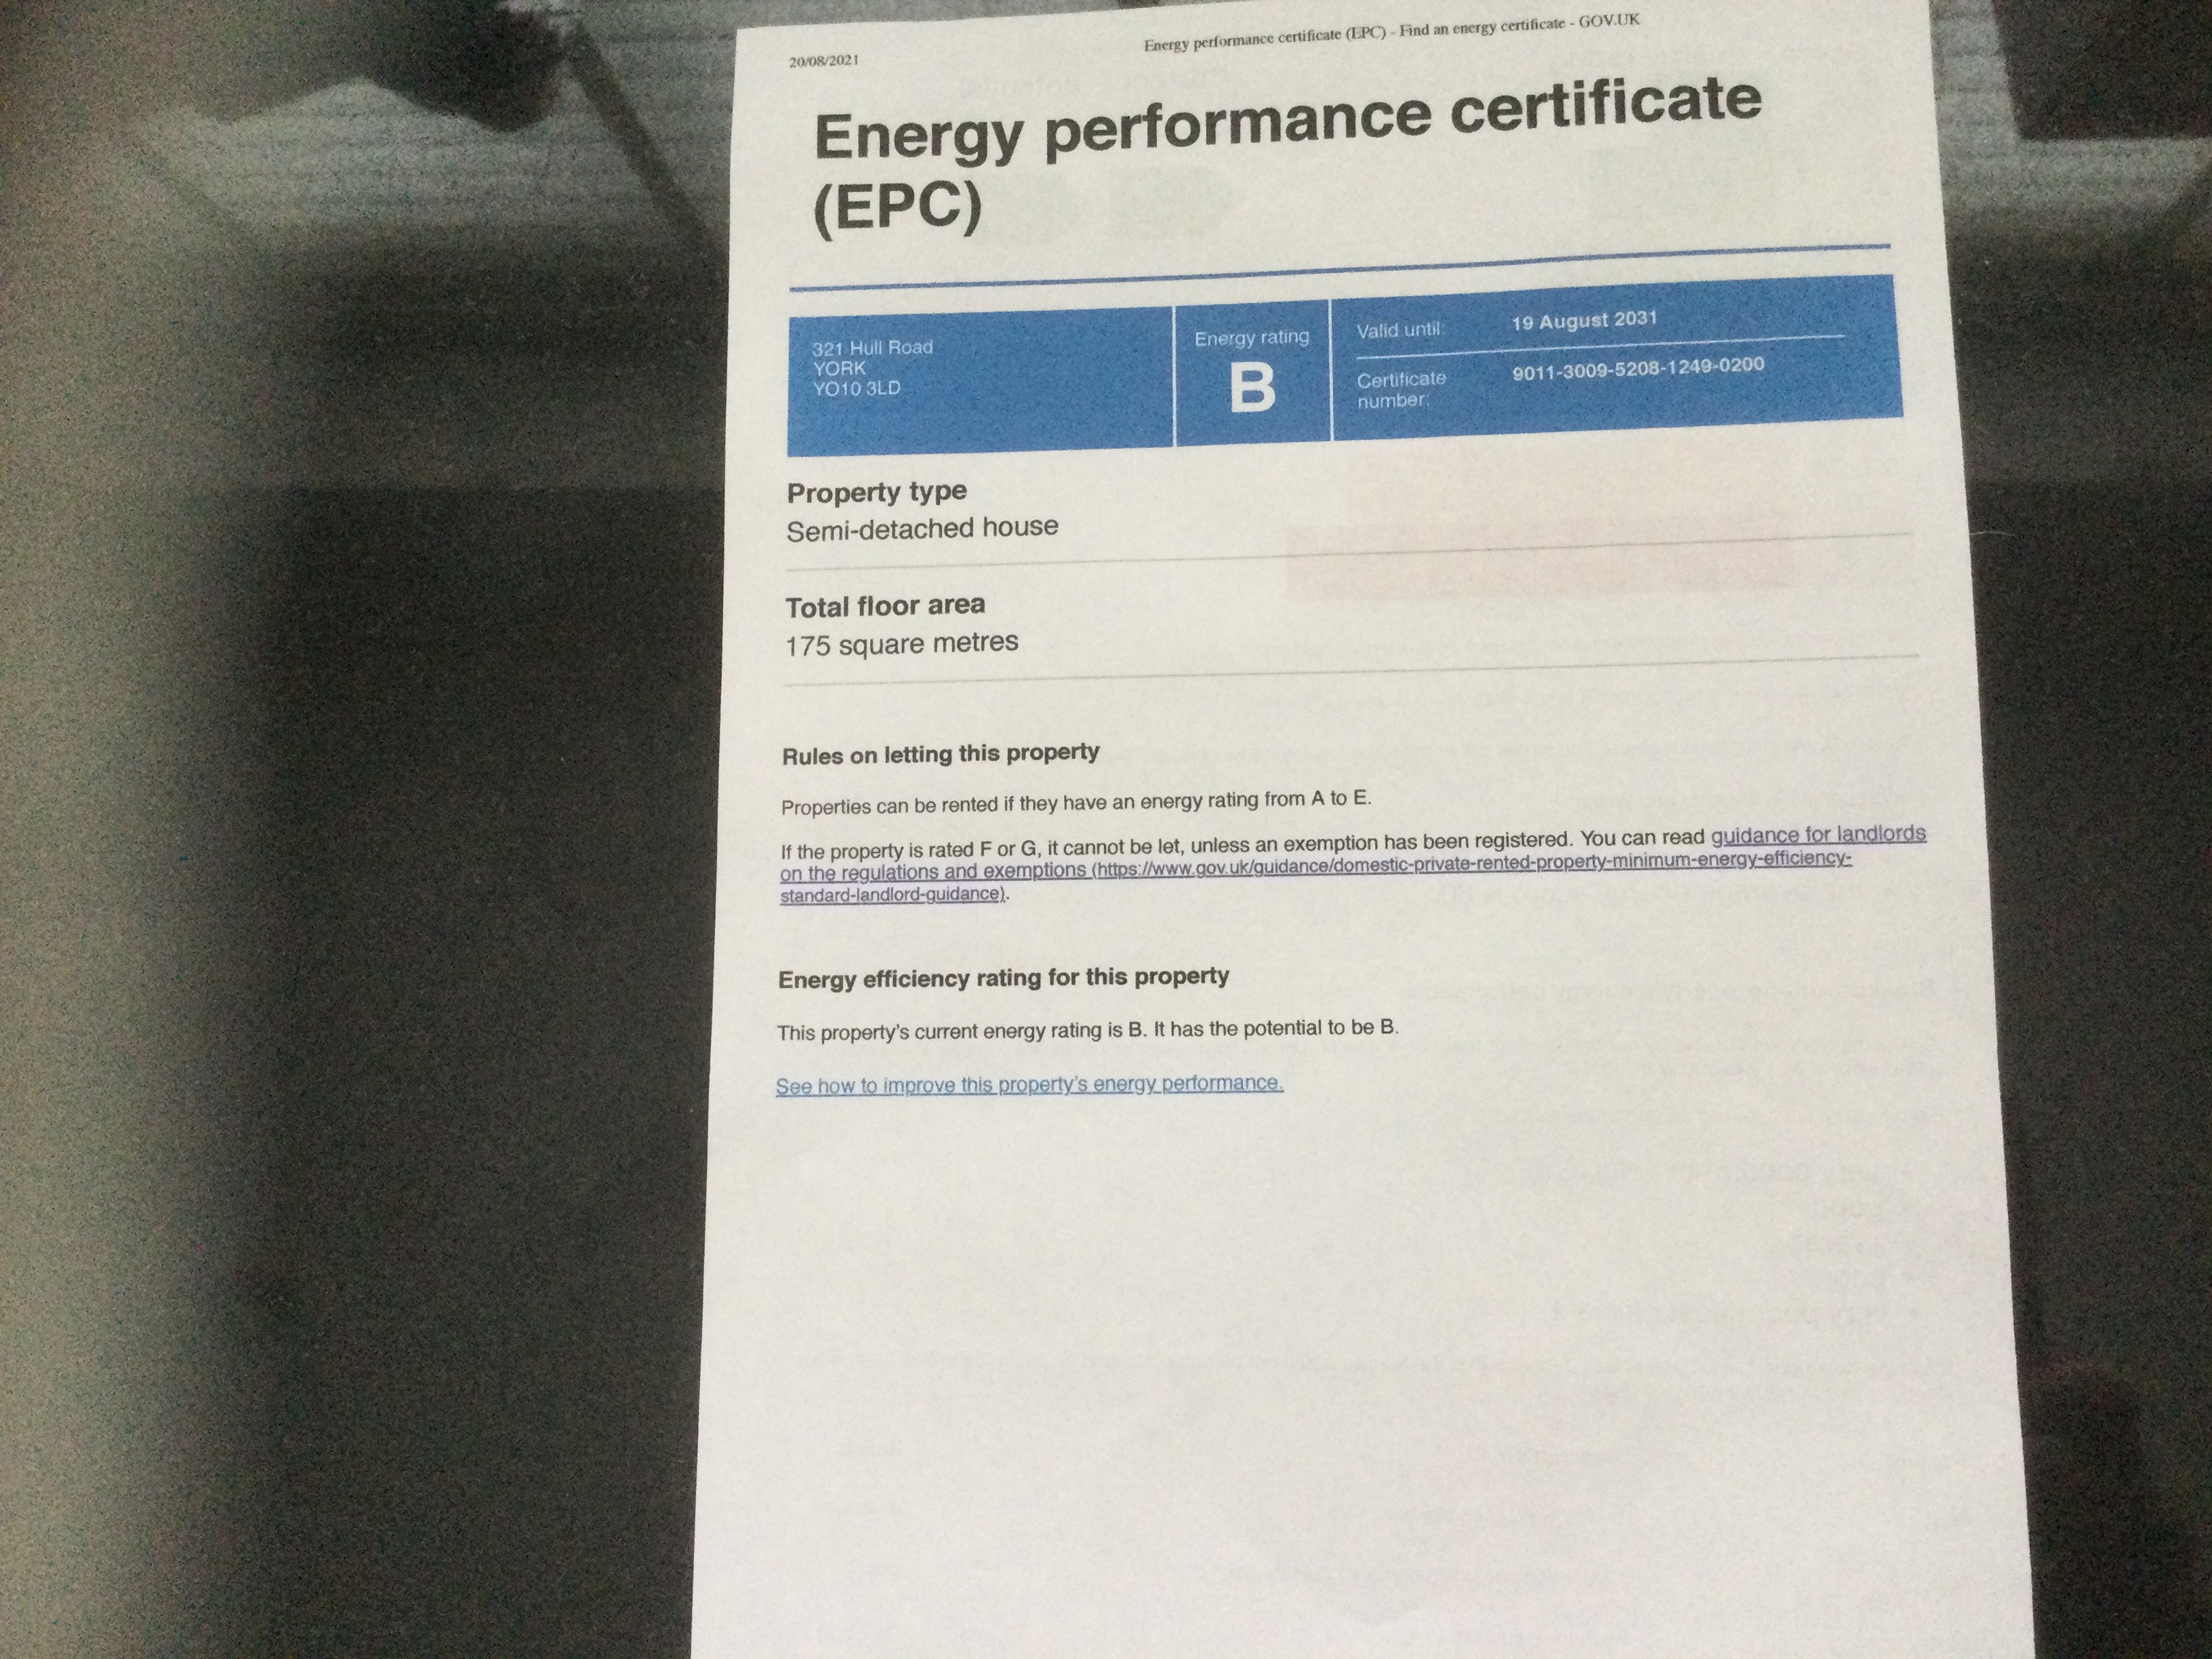 20/08/2021
Energy performance certificate (EPC) - Find an energy certificate - GOV.UK
Energy performance certificate
(EPC)
321 Hull Road
YORK
YO10 3LD
Energy rating
B
Valid until:
19 August 2031
Certificate
number:
9011-3009-5208-1249-0200
Property type
Semi-detached house
Total floor area
175 square metres
Rules on letting this property
Properties can be rented if they have an energy rating from A to E.
If the property is rated F or G, it cannot be let, unless an exemption has been registered. You can read guidance for landlords
on the regulations and exemptions (https://www.gov.uk/guidance/domestic-private-rented-property-minimum-energy-efficiency-
standard-landlord-guidance).
Energy efficiency rating for this property
This property's current energy rating is B. It has the potential to be B.
See how to improve this property's energy performance.